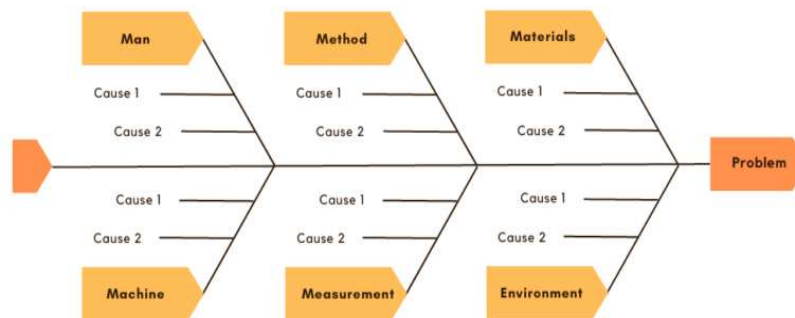 Man
Method
Materials
Cause 1
Cause 1
Cause 1
Cause 2
Cause 2
Cause 2
Problem
Cause 1
Cause 1
Cause 1
Cause 2
Cause 2
Cause 2
Machine
Measurement
Environment